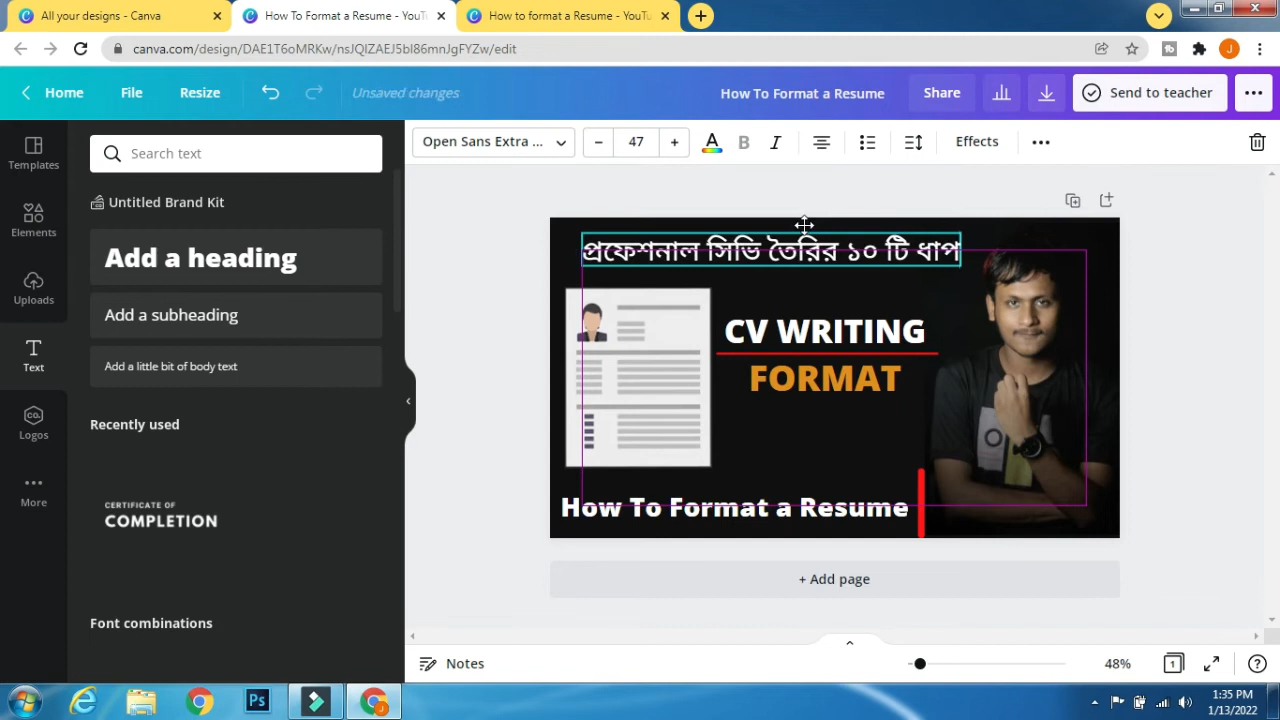 All your designs - Canva
How To Format a Resume - YouTu
How to format a Resume - YouTu
canva.com/design/DAE1T6oMRKw/nsJQIZAEJ5bl86mnJgFYZw/edit
J
Home
File
Resize
Unsaved changes
How To Format a Resume
Share
Send to teacher
Templates
Elements
Uploads
Text
CO.
Logos
More
Search text
Untitled Brand Kit
Add a heading
Add a subheading
Add a little bit of body text
Recently used
CERTIFICATE OF
COMPLETION
Font combinations
Open Sans Extra ...
– 47 +
A B I
Effects
প্রফেশনাল সিভি তৈরির ১০ টি ধাপ
CV WRITING
FORMAT
How To Format a Resume
+ Add page
Notes
48%
1
Ps
1:35 PM
1/13/2022